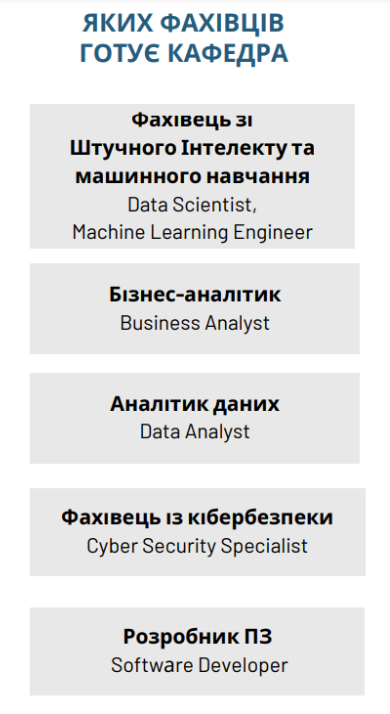 ЯКИХ ФАХІВЦІВ
ГОТУЄ КАФЕДРА
Фахівець зі
Штучного Інтелекту та
машинного навчання
Data Scientist,
Machine Learning Engineer
Бізнес-аналітик
Business Analyst
Аналітик даних
Data Analyst
Фахівець із кібербезпеки
Cyber Security Specialist
Розробник ПЗ
Software Developer